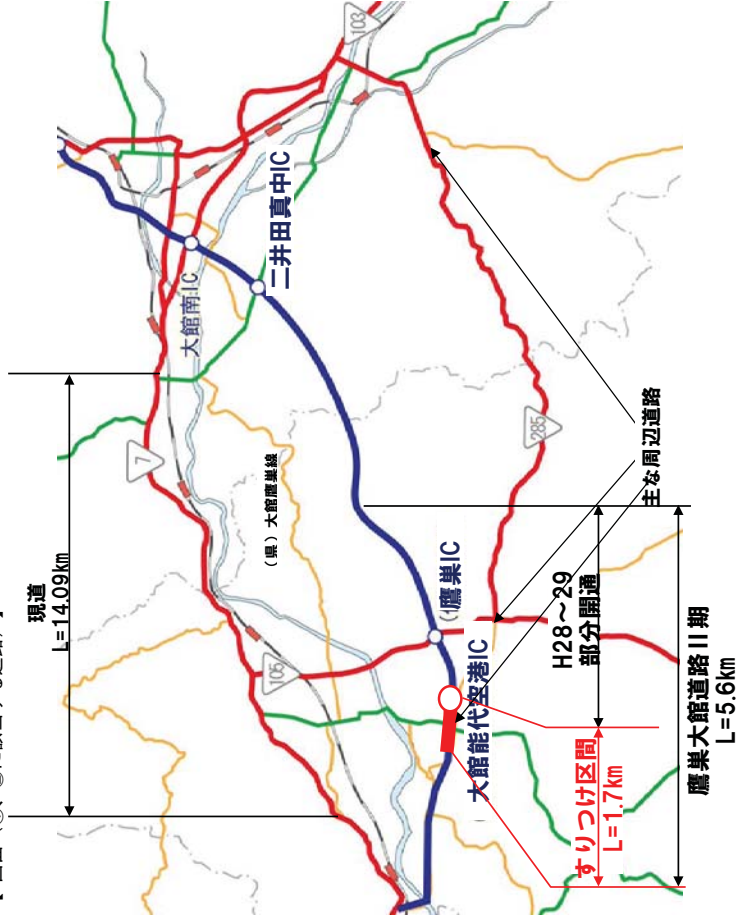 現道
L=14.09km
7
103
105
285
大館南IC
二井田真中IC
（県）大館鷹巣線
鷹巣IC
大館能代空港IC
主な周辺道路
H28～29
部分開通
すりつけ区間
L=1.7km
鷹巣大館道路Ⅱ期
L=5.6km